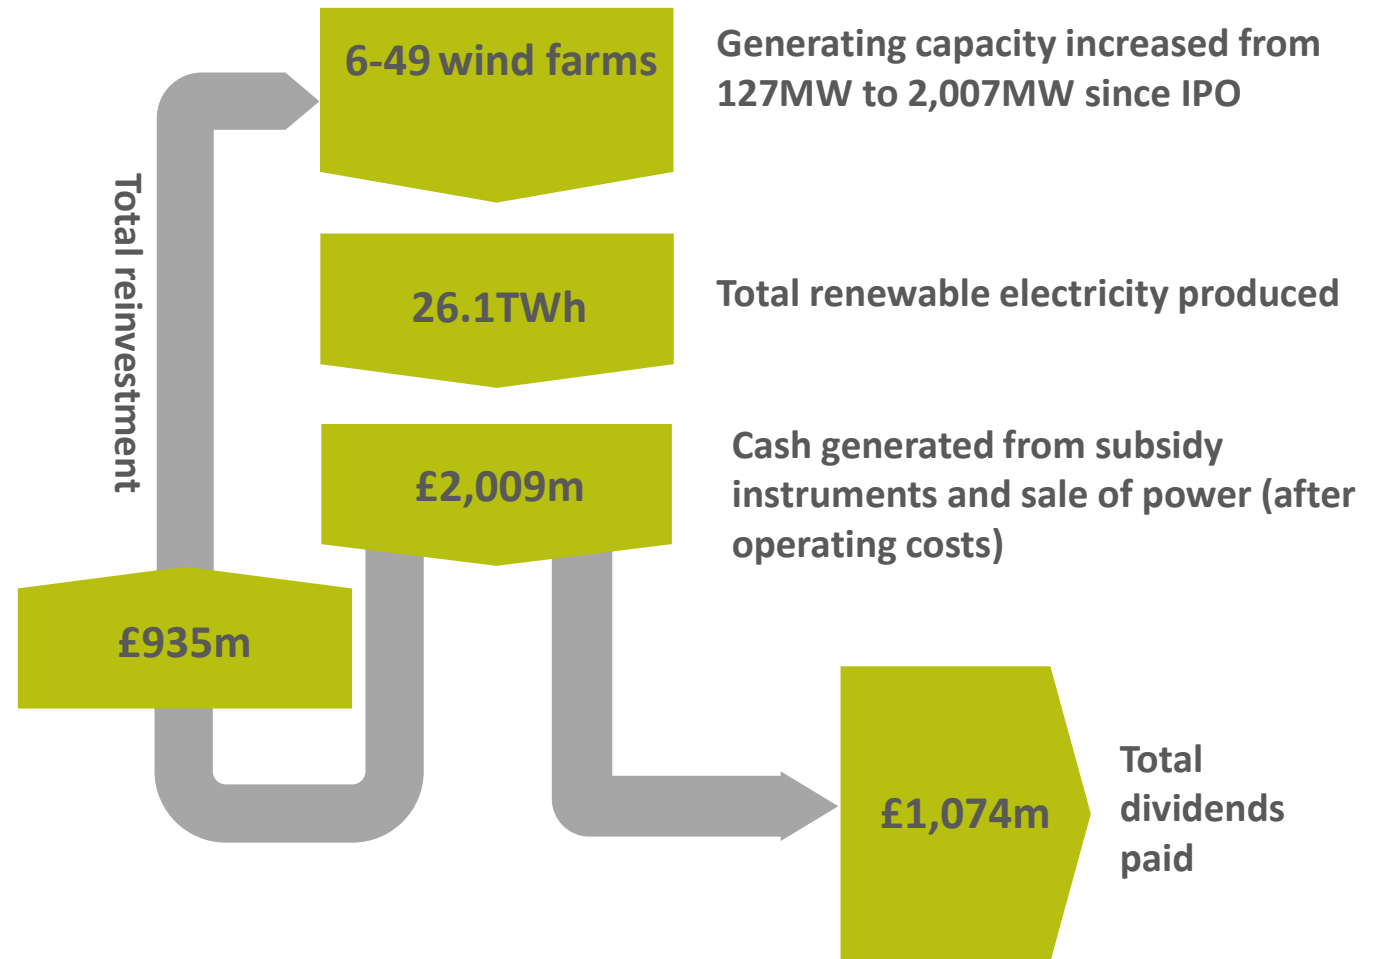 6-49 wind farms
Generating capacity increased from
127MW to 2,007MW since IPO
Total reinvestment
26.1TWh
Total renewable electricity produced
£2,009m
Cash generated from subsidy
instruments and sale of power (after
operating costs)
£935m
£1,074m
Total
dividends
paid